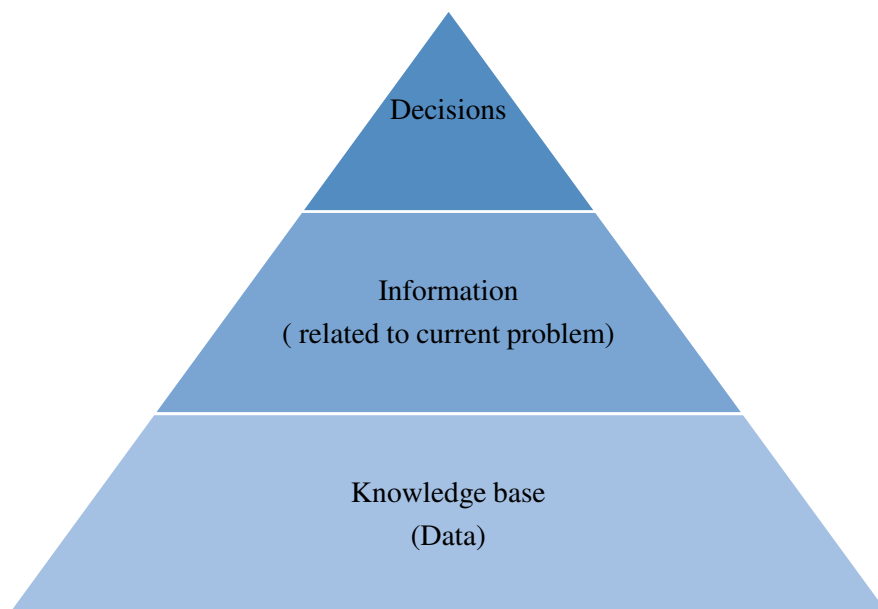 Decisions
Information
( related to current problem)
Knowledge base
(Data)